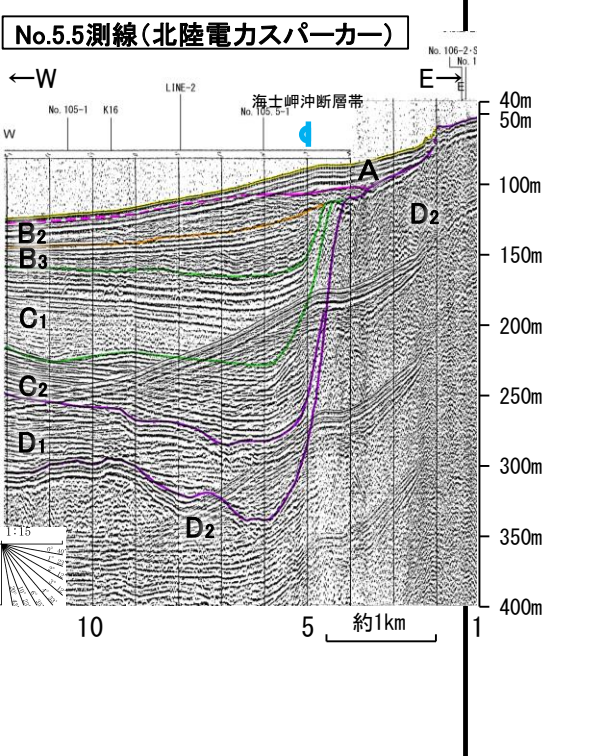 No.5.5測線（北陸電力スパーカー）
No. 106-2・S
No. 1
←W
E→
E
LINE-2
海士岬沖断層帯
No. 105-1
K16
No. 105.5-1
W
40m
50m
100m
150m
200m
250m
300m
350m
400m
A
B2
B3
C1
C2
D1
D2
D2
1:15
10
5
1
約1km